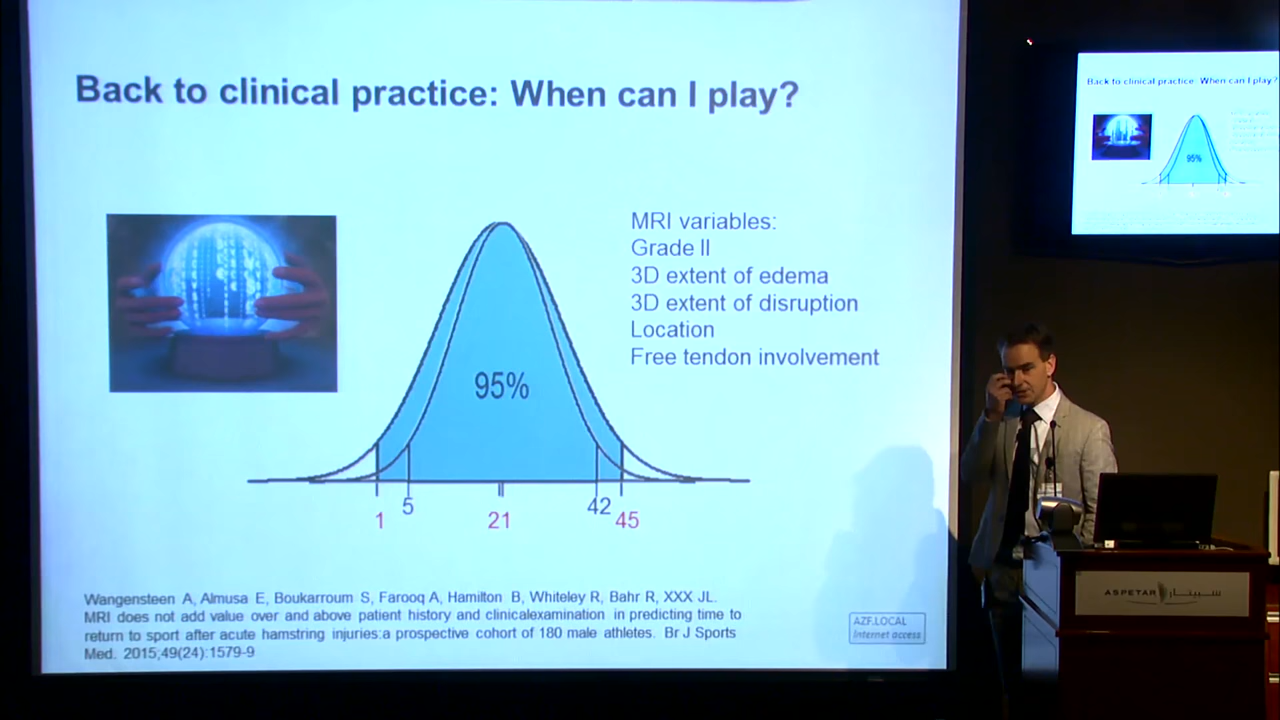 Back to clinical practice: When can I play?
MRI variables:
Grade II
3D extent of edema
3D extent of disruption
Location
Free tendon involvement
95%
1
5
21
42
45
Wangensteen A, Almusa E, Boukarroum S, Farooq A, Hamilton B, Whiteley R, Bahr R, XXX JL.
MRI does not add value over and above patient history and clinicalexamination in predicting time to
return to sport after acute hamstring injuries:a prospective cohort of 180 male athletes. Br J Sports
Med. 2015;49(24):1579-9
AZF.LOCAL
Internet access
Back to clinical practice: When can I play?
95%
ASPETAR سبيتار